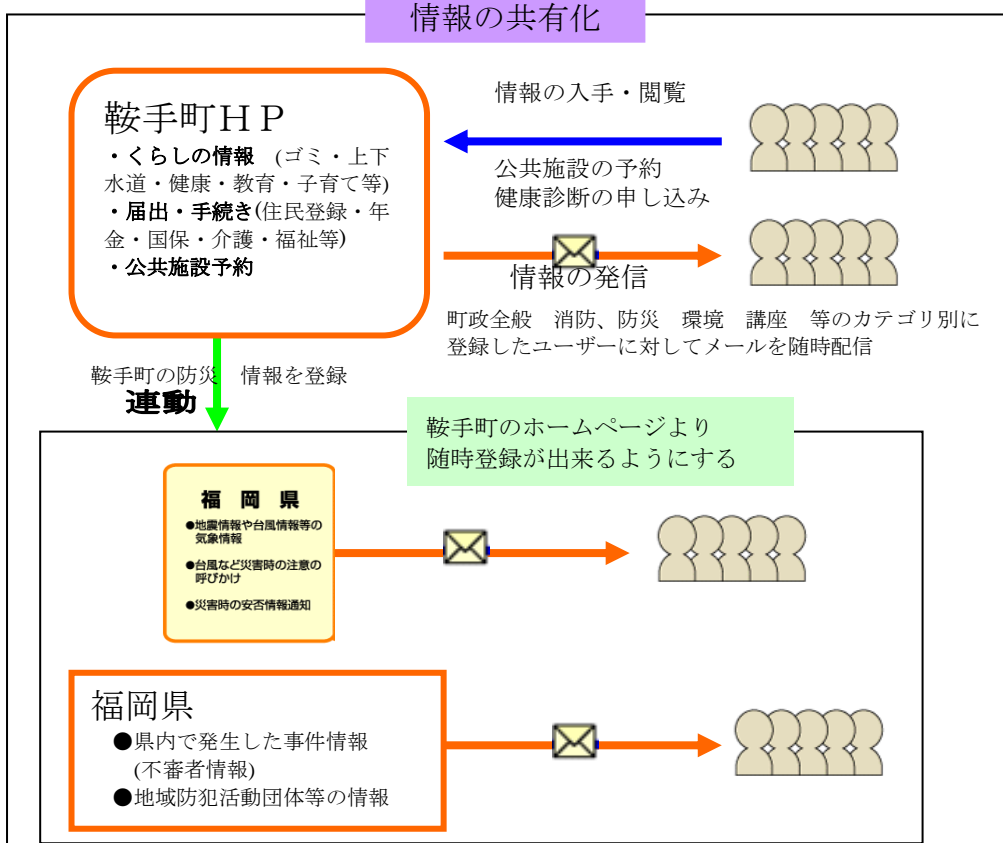 情報の共有化
鞍手町ＨＰ
・くらしの情報　(ゴミ・上下
水道・健康・教育・子育て等)
・届出・手続き(住民登録・年
金・国保・介護・福祉等)
・公共施設予約
情報の入手・閲覧
公共施設の予約
健康診断の申し込み
情報の発信
町政全般　消防、防災　環境　講座　等のカテゴリ別に
登録したユーザーに対してメールを随時配信
鞍手町の防災　情報を登録
連動
鞍手町のホームページより
随時登録が出来るようにする
福　岡　県
●地震情報や台風情報等の
気象情報
●台風など災害時の注意の
呼びかけ
●災害時の安否情報通知
福岡県
●県内で発生した事件情報
(不審者情報)
●地域防犯活動団体等の情報